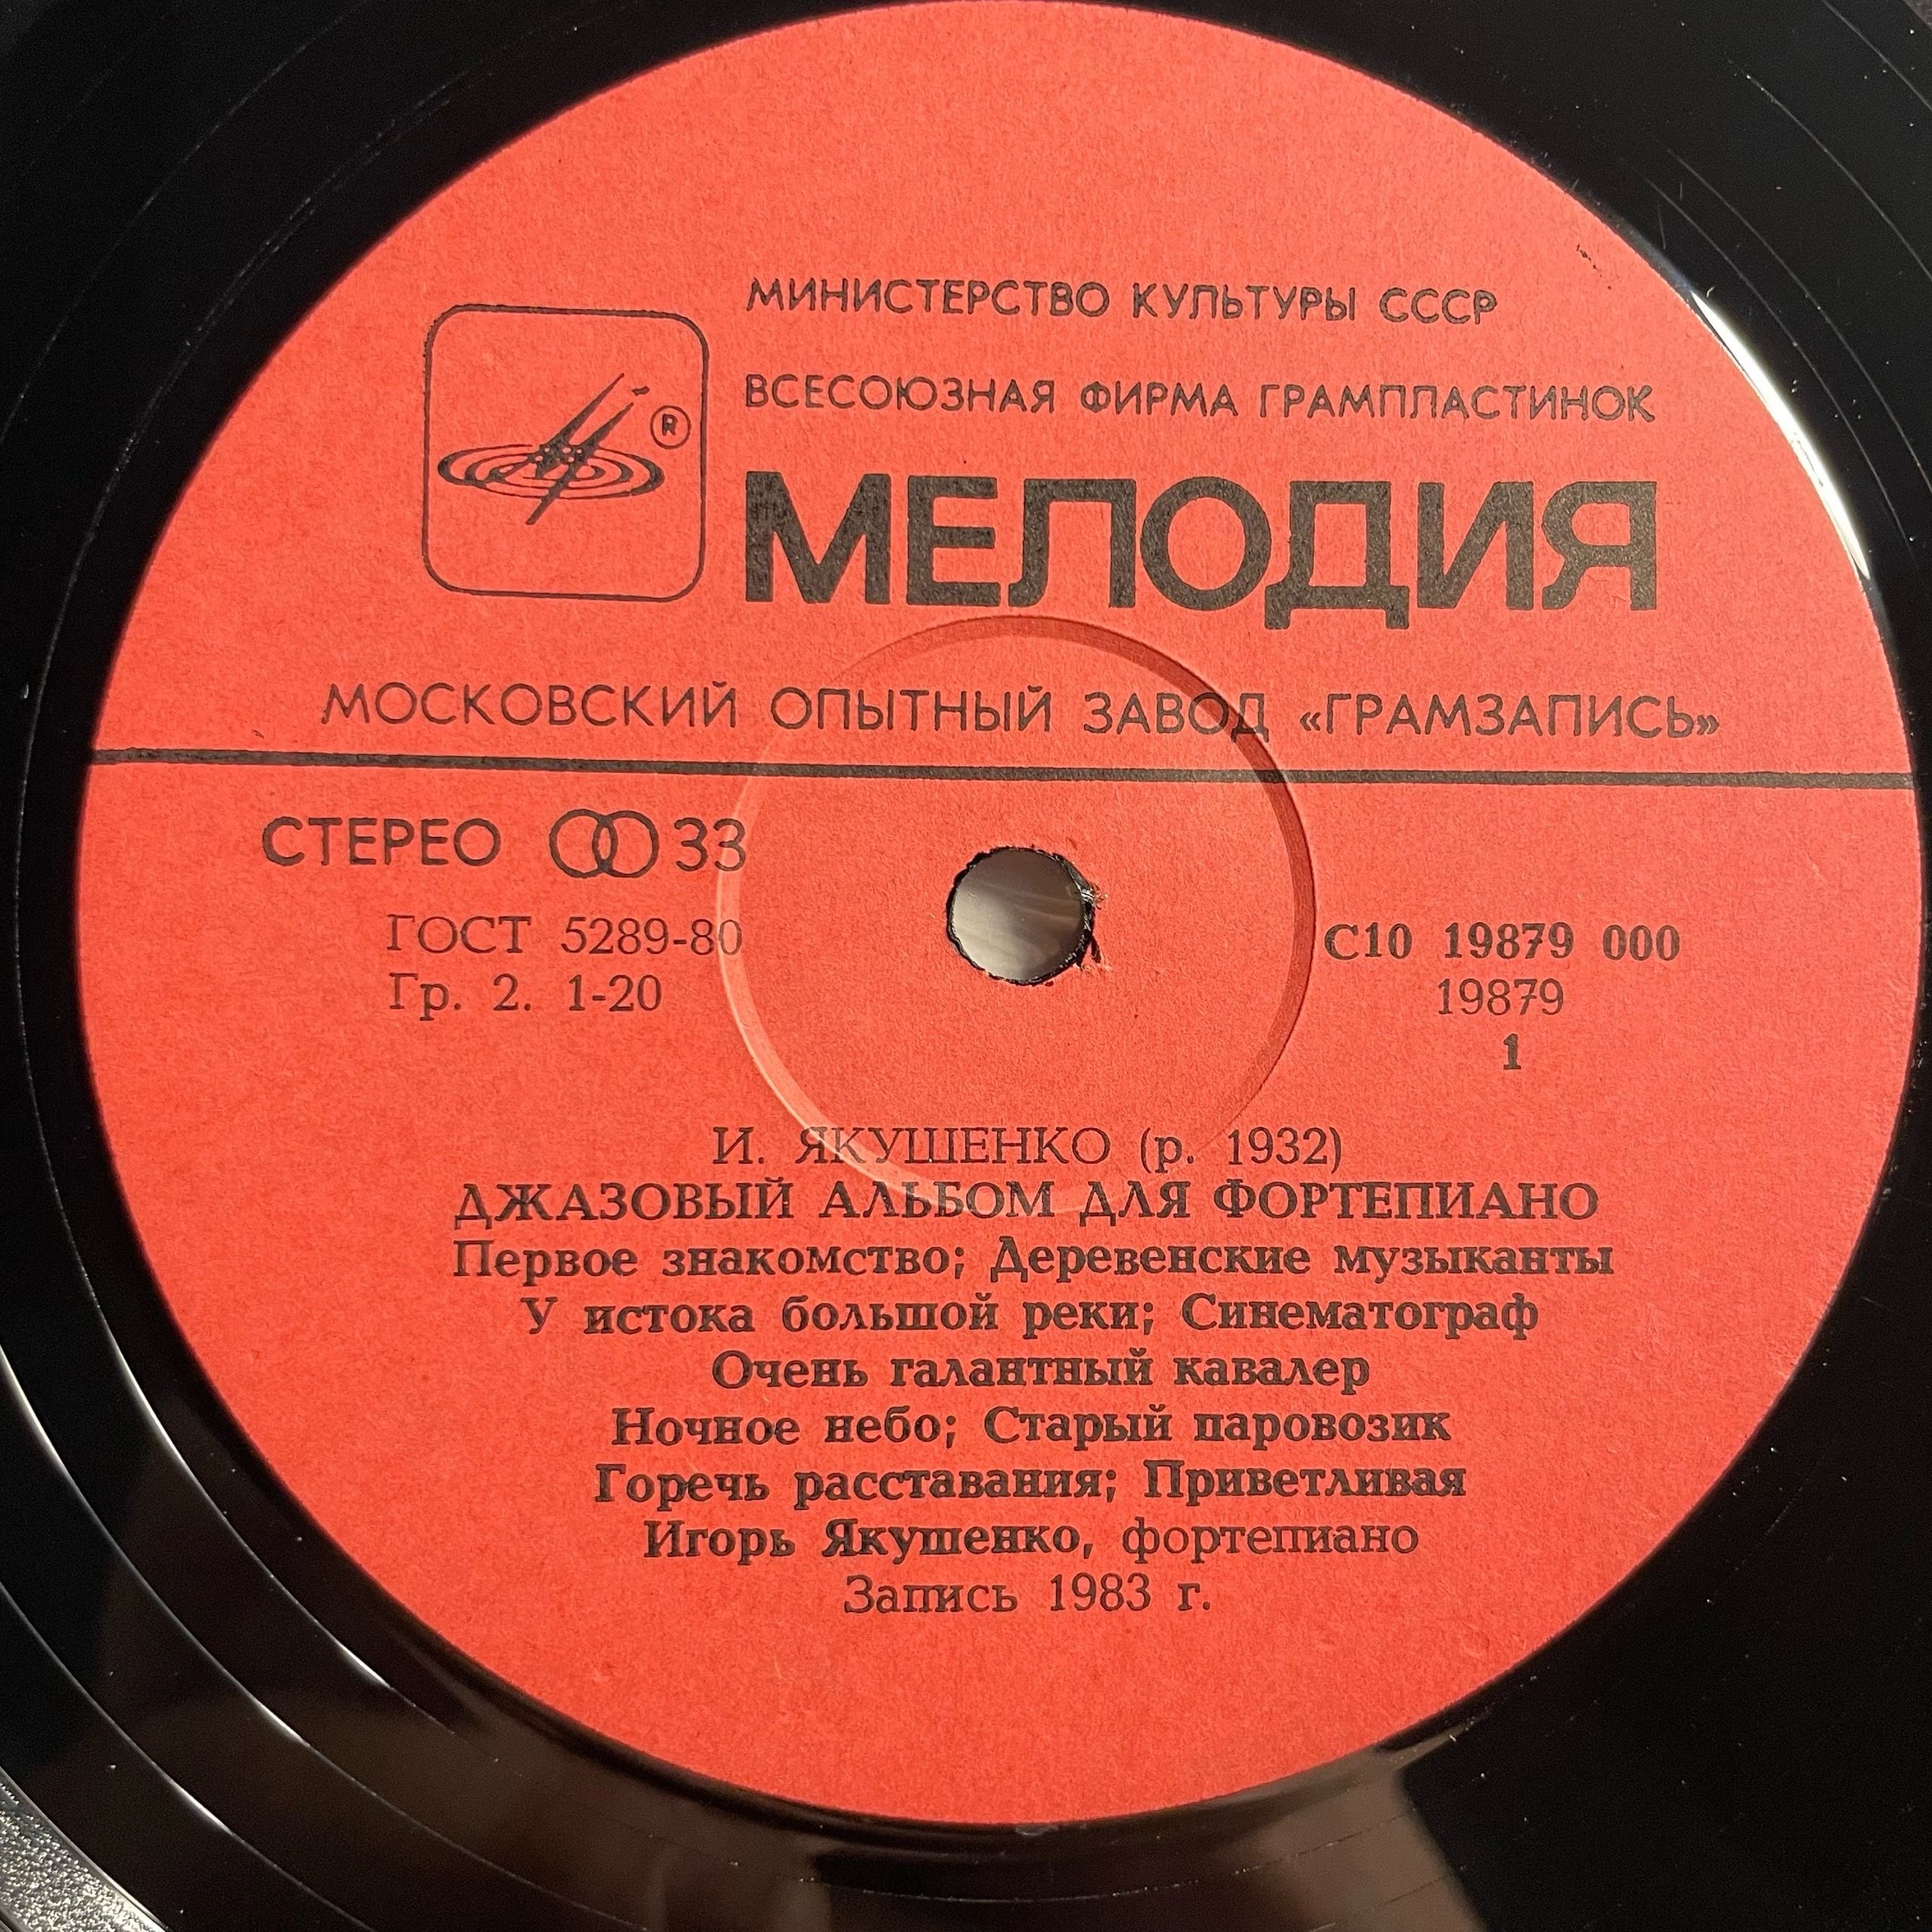 МИНИСТЕРСТВО КУЛЬТУРЫ СССР
ВСЕСОЮЗНАЯ ФИРМА ГРАМПЛАСТИНОК
®
МЕЛОДИЯ
МОСКОВСКИЙ ОПЫТНЫЙ ЗАВОД «ГРАМЗАПИСЬ»
СТЕРЕО 33
ГОСТ 5289-80
Гр. 2. 1-20
С10 19879 000
19879
1
И. ЯКУШЕНКО (р. 1932)
ДЖАЗОВЫЙ АЛЬБОМ ДЛЯ ФОРТЕПИАНО
Первое знакомство; Деревенские музыканты
У истока большой реки; Синематограф
Очень галантный кавалер
Ночное небо; Старый паровозик
Горечь расставания; Приветливая
Игорь Якушенко, фортепиано
Запись 1983 г.